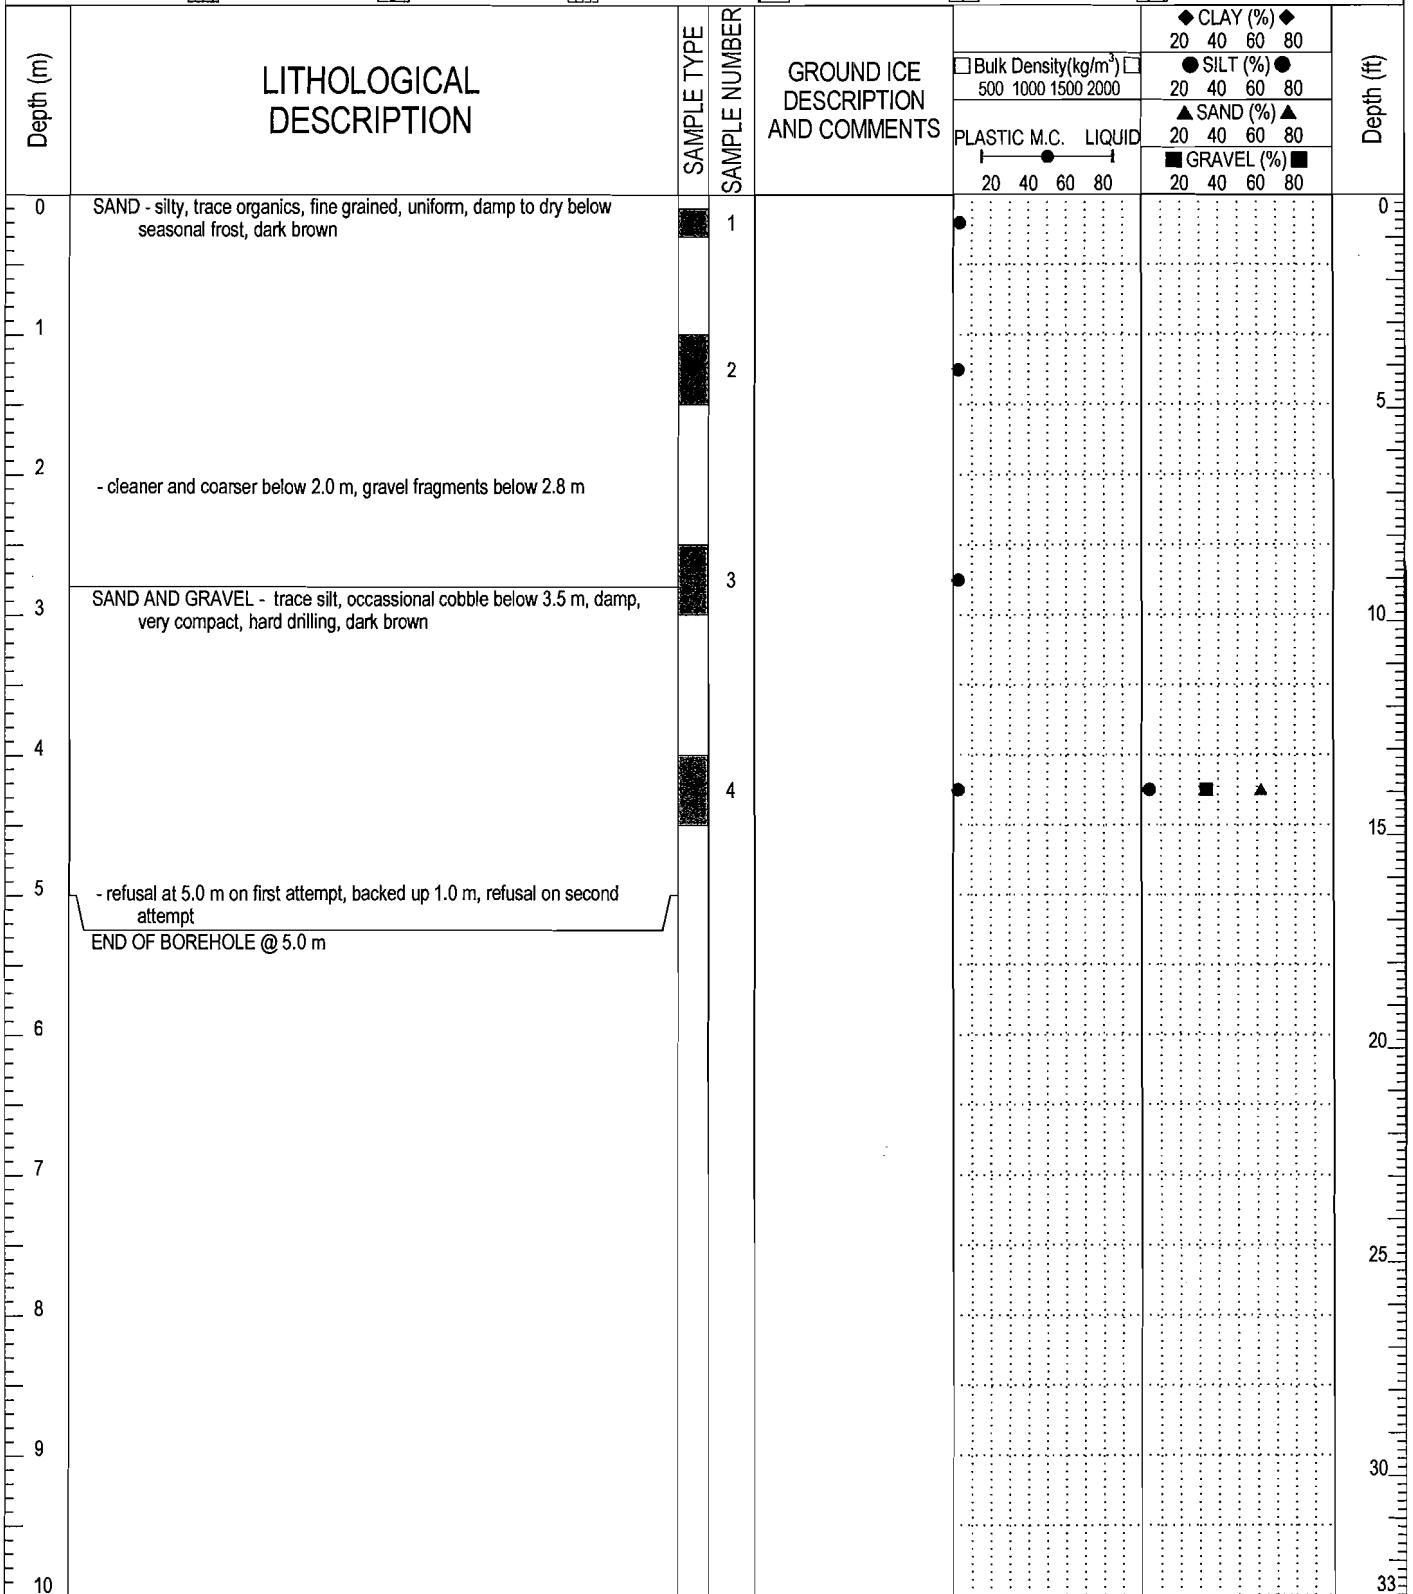 Depth (m)
LITHOLOGICAL
DESCRIPTION
SAMPLE TYPE
SAMPLE NUMBER
GROUND ICE
DESCRIPTION
AND COMMENTS
□ Bulk Density(kg/m³) □
500 1000 1500 2000
PLASTIC M.C. LIQUID
20 40 60 80
◆ CLAY (%) ◆
20 40 60 80
● SILT (%) ●
20 40 60 80
▲ SAND (%) ▲
20 40 60 80
■ GRAVEL (%) ■
20 40 60 80
Depth (ft)
0
SAND - silty, trace organics, fine grained, uniform, damp to dry below
seasonal frost, dark brown
1
0
1
2
5
2
- cleaner and coarser below 2.0 m, gravel fragments below 2.8 m
3
SAND AND GRAVEL - trace silt, occassional cobble below 3.5 m, damp,
very compact, hard drilling, dark brown
3
10
4
4
15
5
- refusal at 5.0 m on first attempt, backed up 1.0 m, refusal on second
attempt
END OF BOREHOLE @ 5.0 m
6
20
7
25
8
9
30
10
33